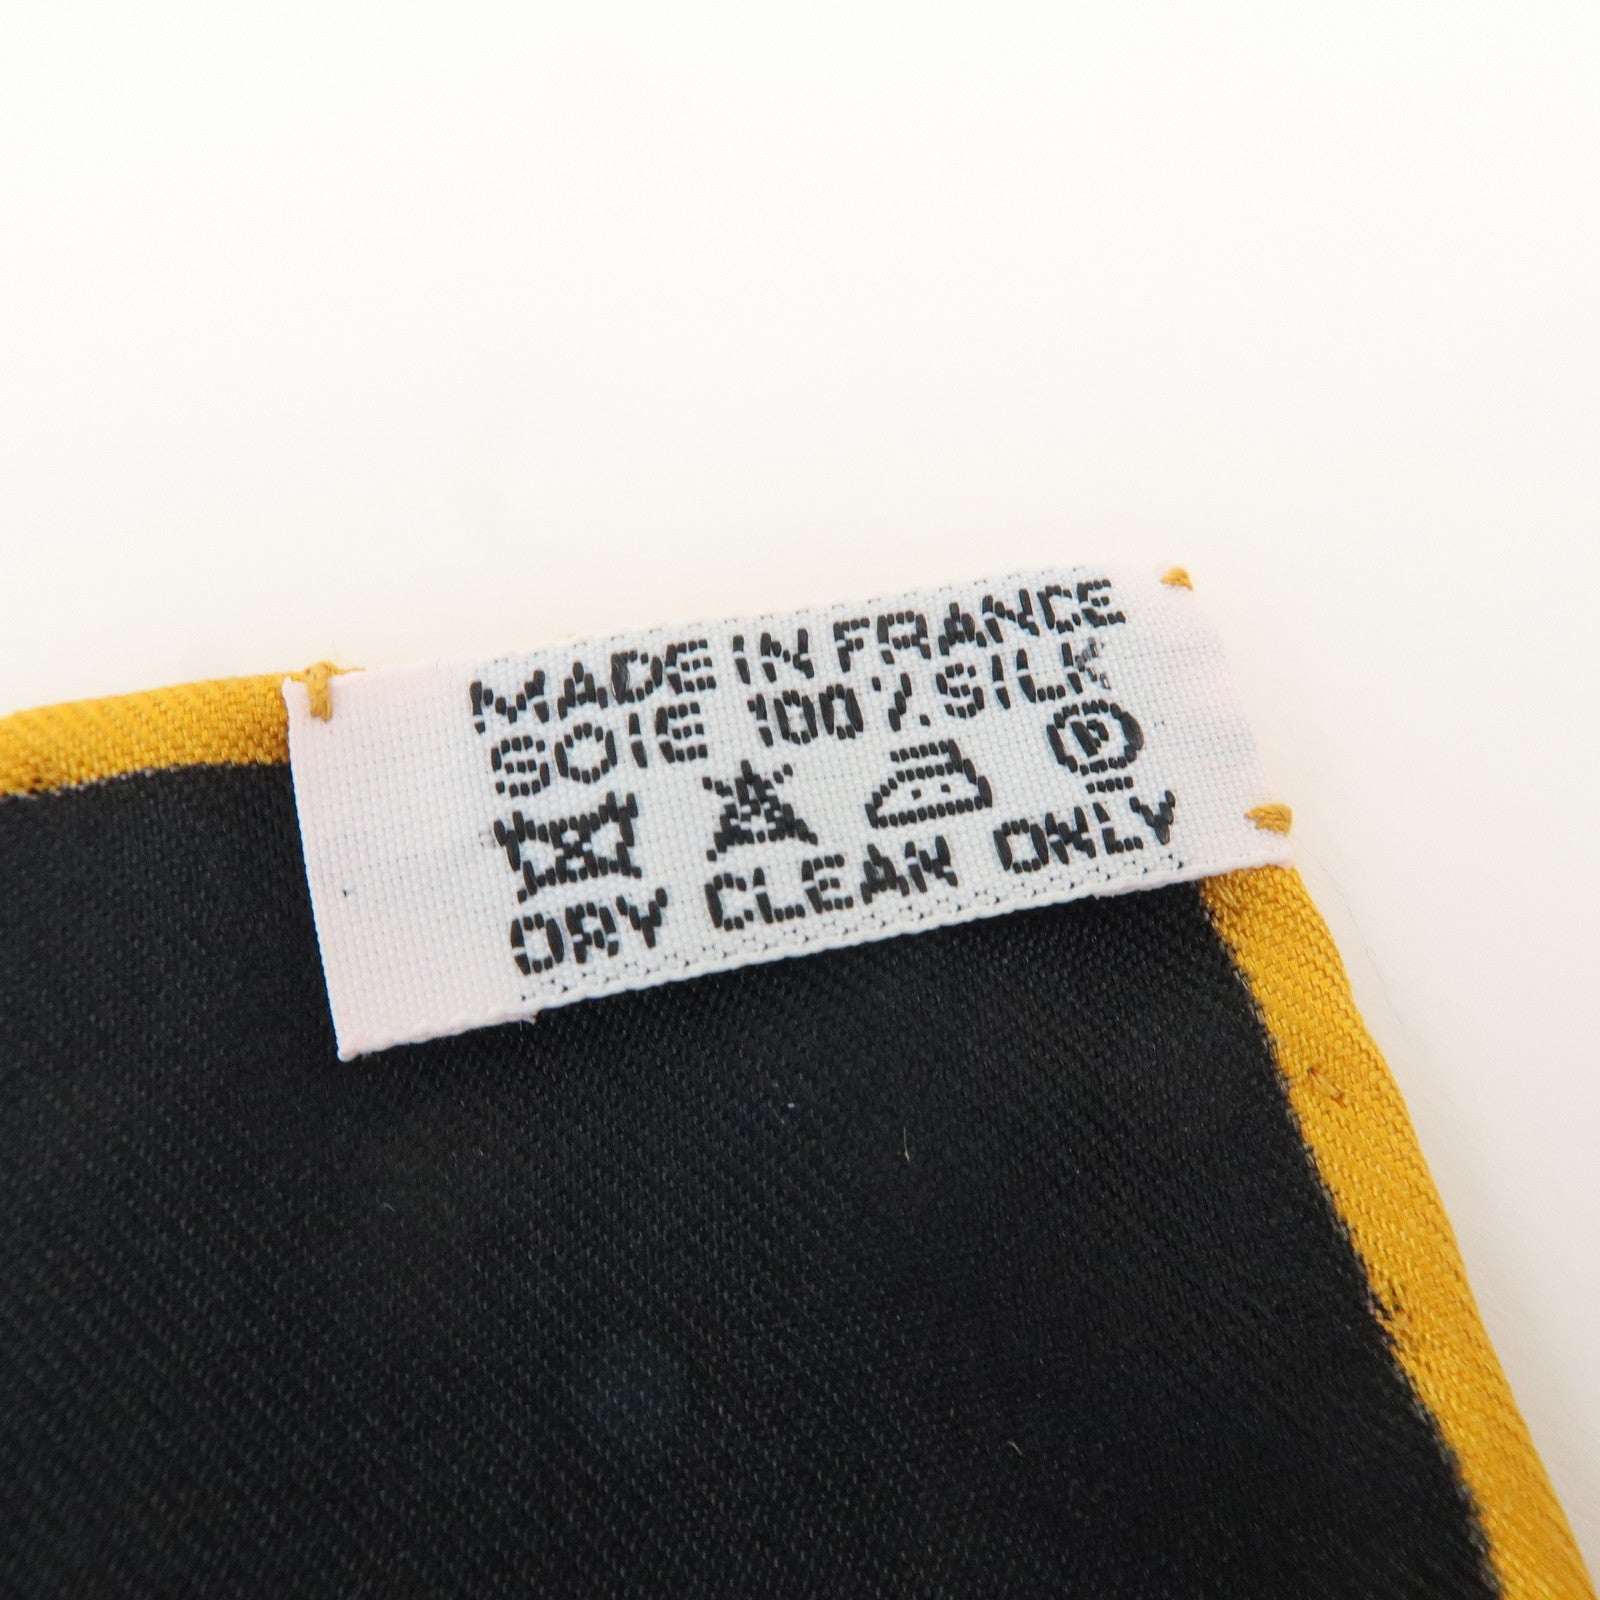 MADE IN FRANCE
SOIE 100% SILK
P
DRY CLEAN ONLY